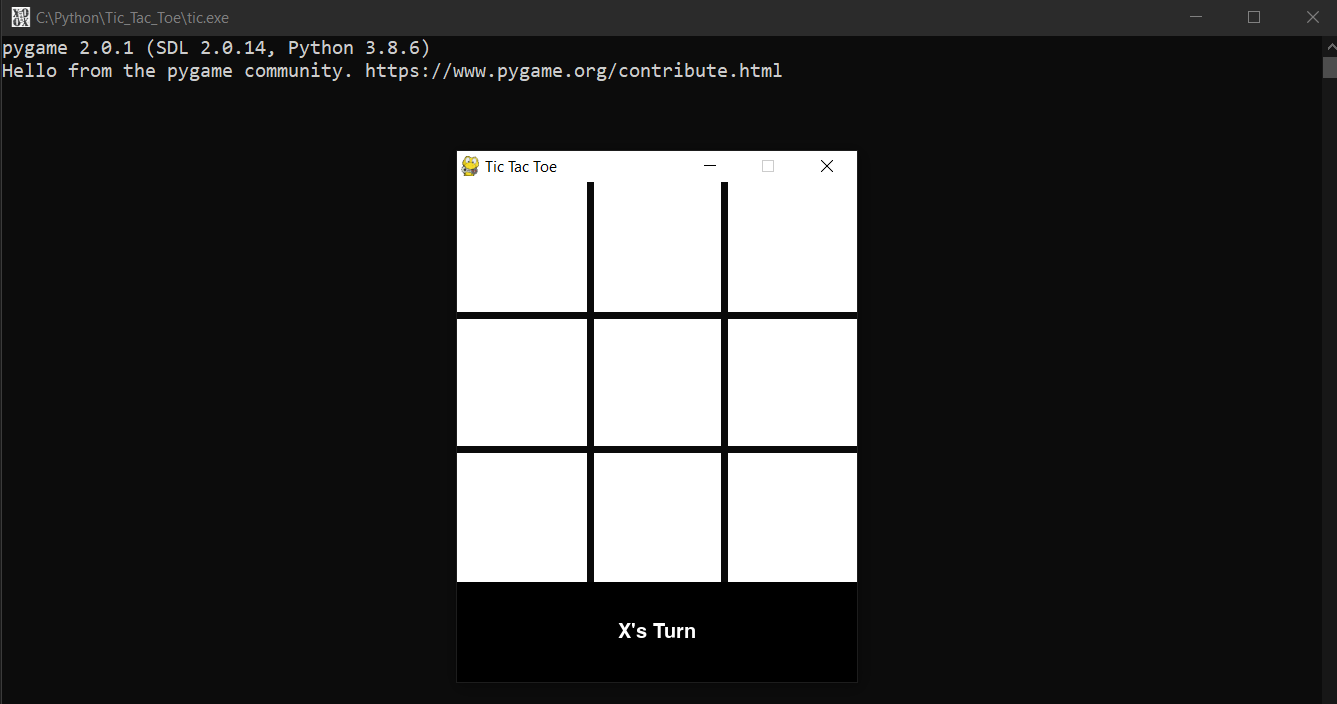 C:\Python\Tic_Tac_Toe\tic.exe
pygame 2.0.1 (SDL 2.0.14, Python 3.8.6)
Hello from the pygame community. https://www.pygame.org/contribute.html
Tic Tac Toe
X's Turn